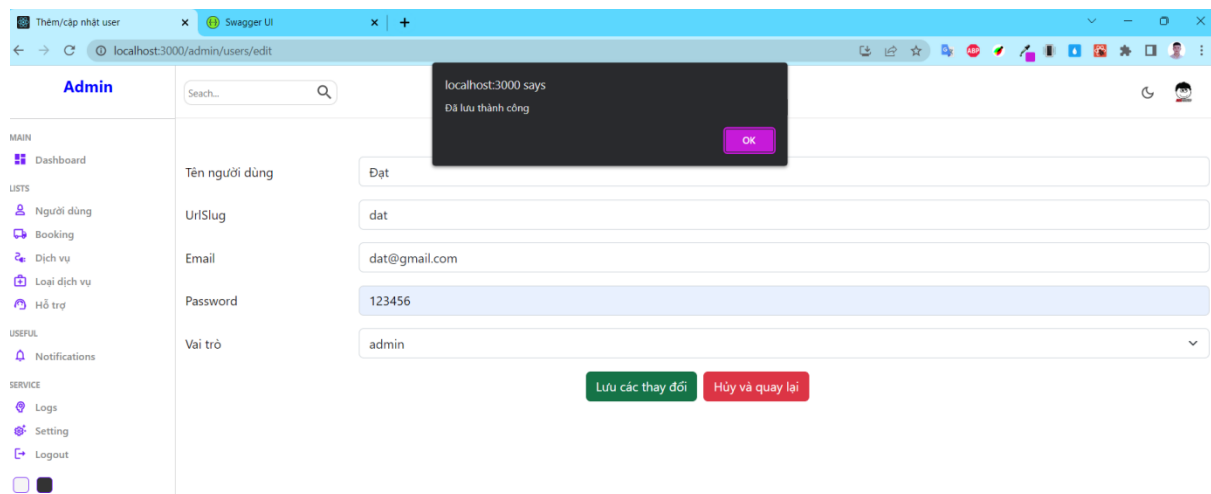 Thêm/cập nhật user
Swagger UI
localhost:3000/admin/users/edit
Admin
Seach...
localhost:3000 says
Đã lưu thành công
OK
MAIN
Dashboard
LISTS
Người dùng
Booking
Dịch vụ
Loại dịch vụ
Hỗ trợ
USEFUL
Notifications
SERVICE
Logs
Setting
Logout
Tên người dùng
Đạt
UrlSlug
dat
Email
dat@gmail.com
Password
123456
Vai trò
admin
Lưu các thay đổi
Hủy và quay lại